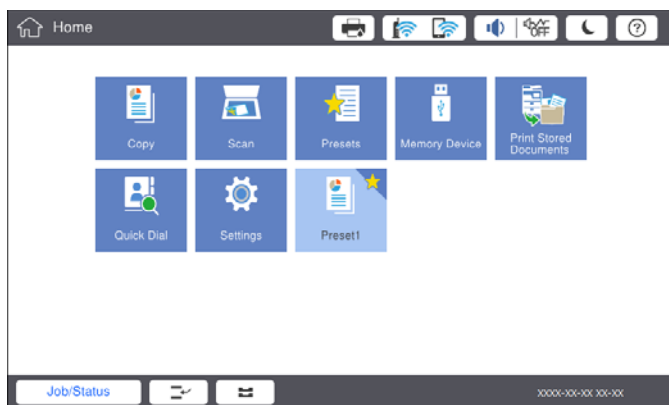 Home
OFF
?
Copy
Scan
Presets
Memory Device
Print Stored
Documents
Quick Dial
Settings
Preset1
Job/Status
xxxx-xx-xx xx-xx